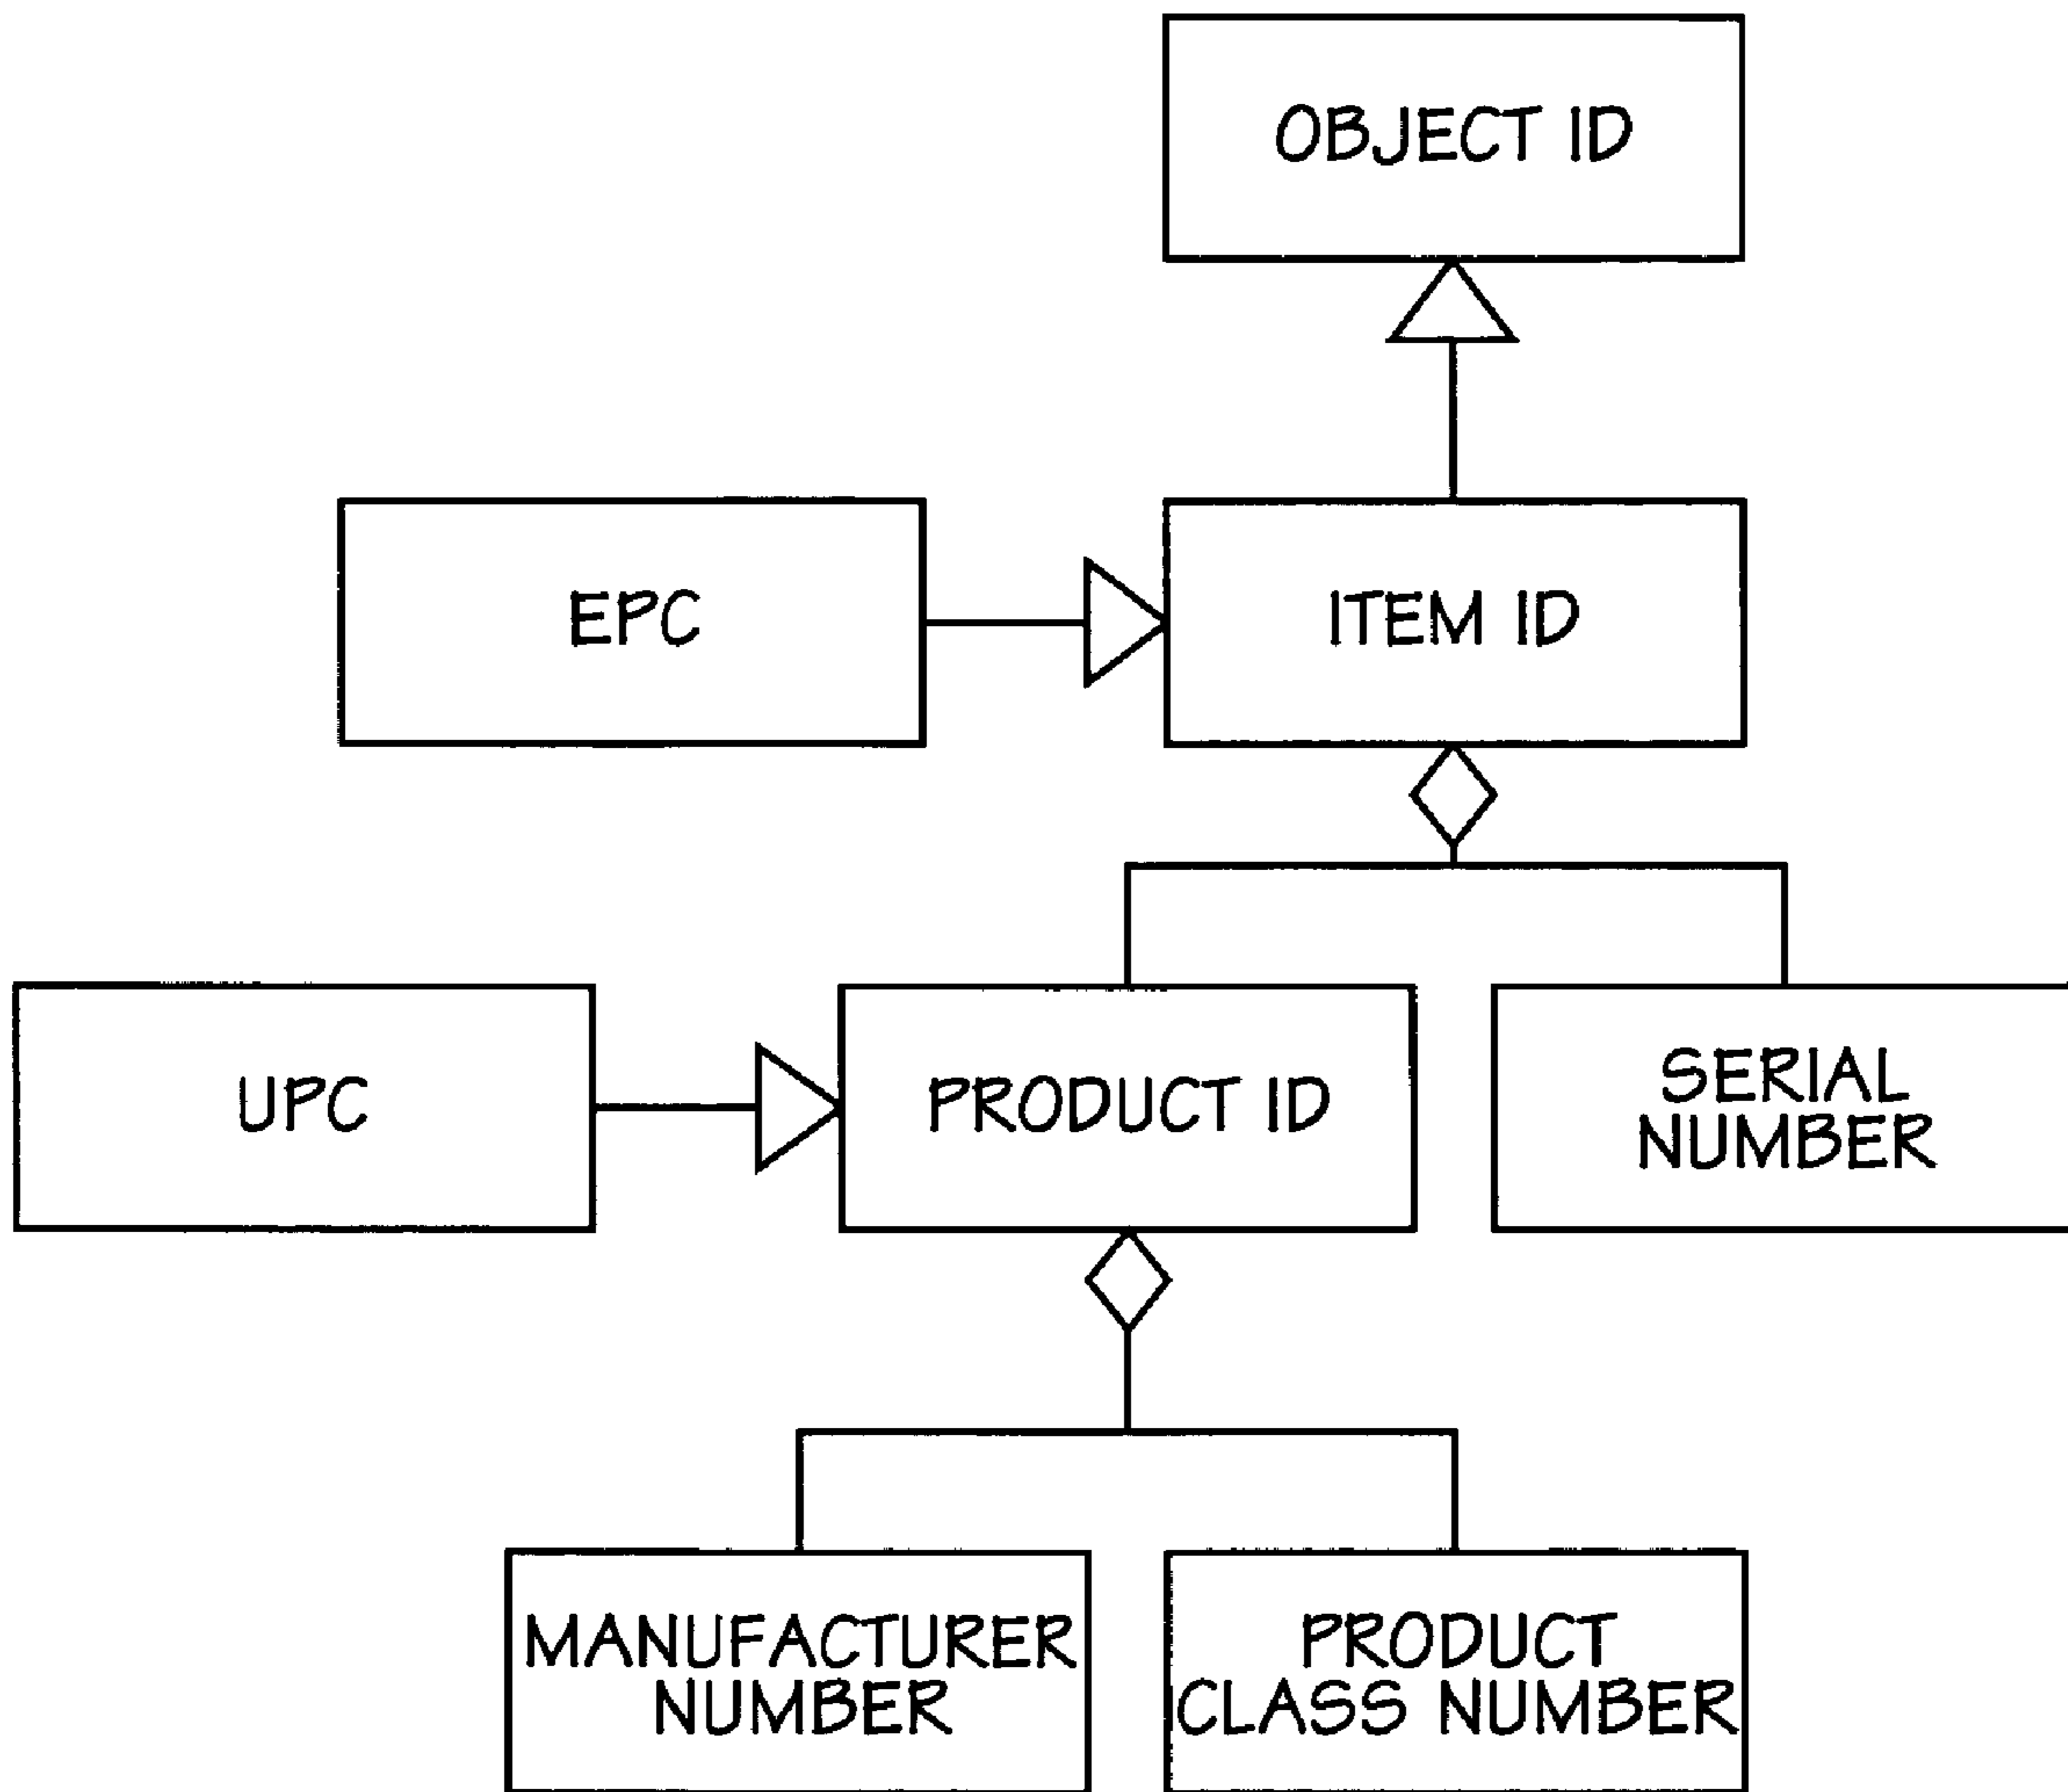 OBJECT ID
EPC
ITEM ID
UPC
PRODUCT ID
SERIAL
NUMBER
MANUFACTURER
NUMBER
PRODUCT
CLASS NUMBER